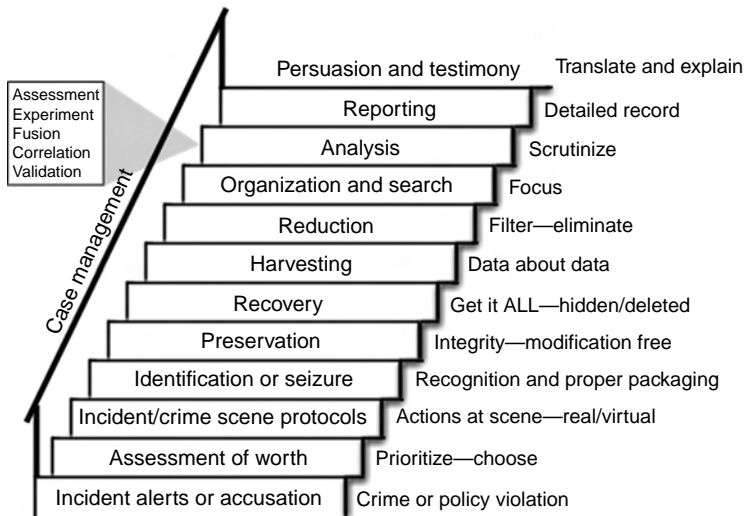 Persuasion and testimony Translate and explain
Reporting Detailed record
Assessment
Experiment
Fusion
Correlation
Validation
Analysis Scrutinize
Organization and search Focus
Reduction Filter—eliminate
Harvesting Data about data
Case management
Recovery Get it ALL—hidden/deleted
Preservation Integrity—modification free
Identification or seizure Recognition and proper packaging
Incident/crime scene protocols Actions at scene—real/virtual
Assessment of worth Prioritize—choose
Incident alerts or accusation Crime or policy violation